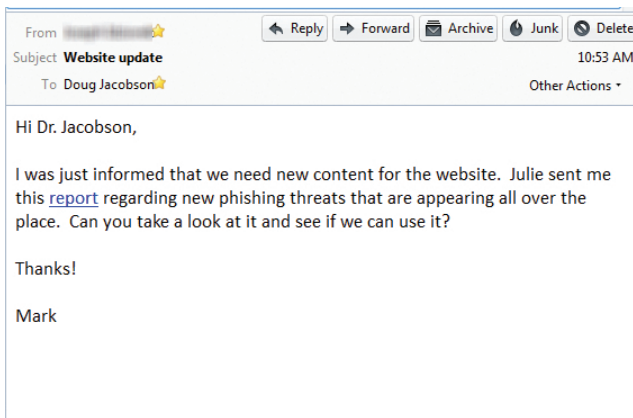 From Reply Forward Archive Junk Delete
Subject Website update 10:53 AM
To Doug Jacobson Other Actions
Hi Dr. Jacobson,
I was just informed that we need new content for the website. Julie sent me
this report regarding new phishing threats that are appearing all over the
place. Can you take a look at it and see if we can use it?
Thanks!
Mark